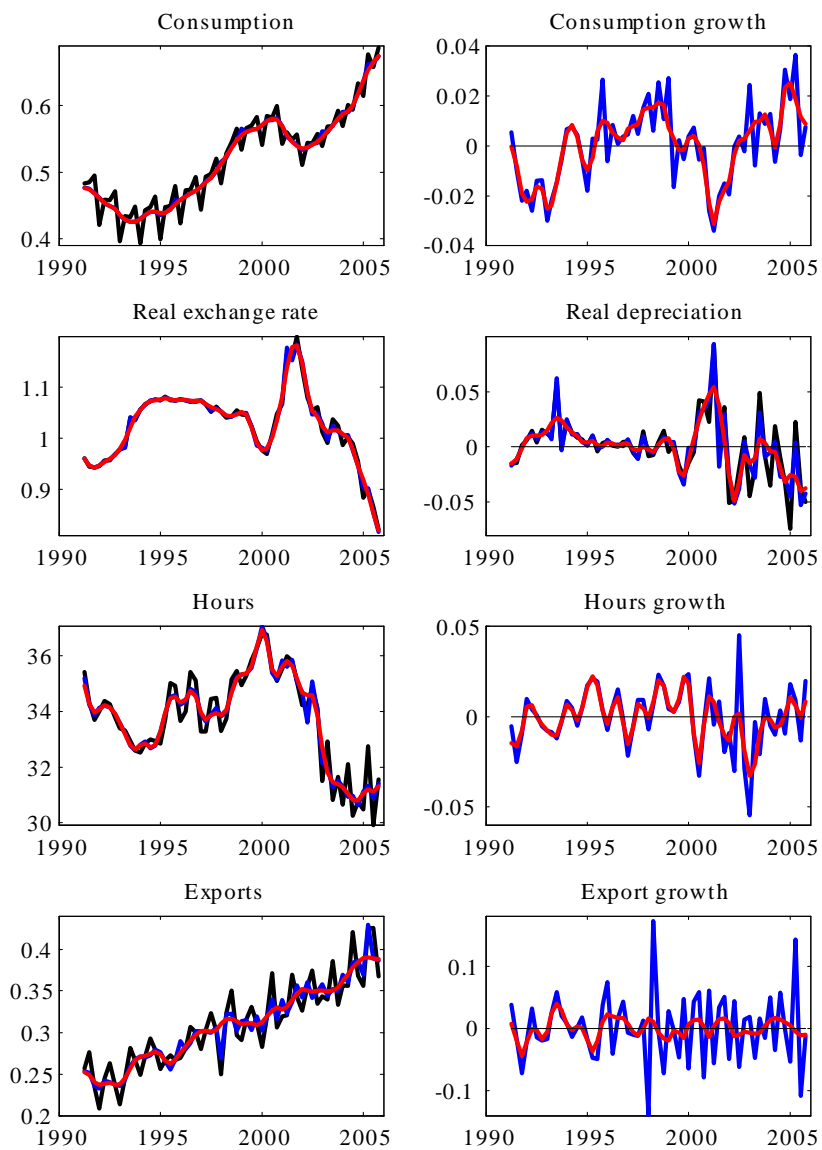 Consumption
0.6
0.5
0.4
1990 1995 2000 2005
Consumption growth
0.04
0.02
0
-0.02
-0.04
1990 1995 2000 2005
Real exchange rate
1.1
1
0.9
1990 1995 2000 2005
Real depreciation
0.05
0
-0.05
1990 1995 2000 2005
Hours
36
34
31
30
1990 1995 2000 2005
Hours growth
0.05
0
-0.05
1990 1995 2000 2005
Exports
0.4
0.35
0.3
0.25
0.2
1990 1995 2000 2005
Export growth
0.1
0
-0.1
1990 1995 2000 2005